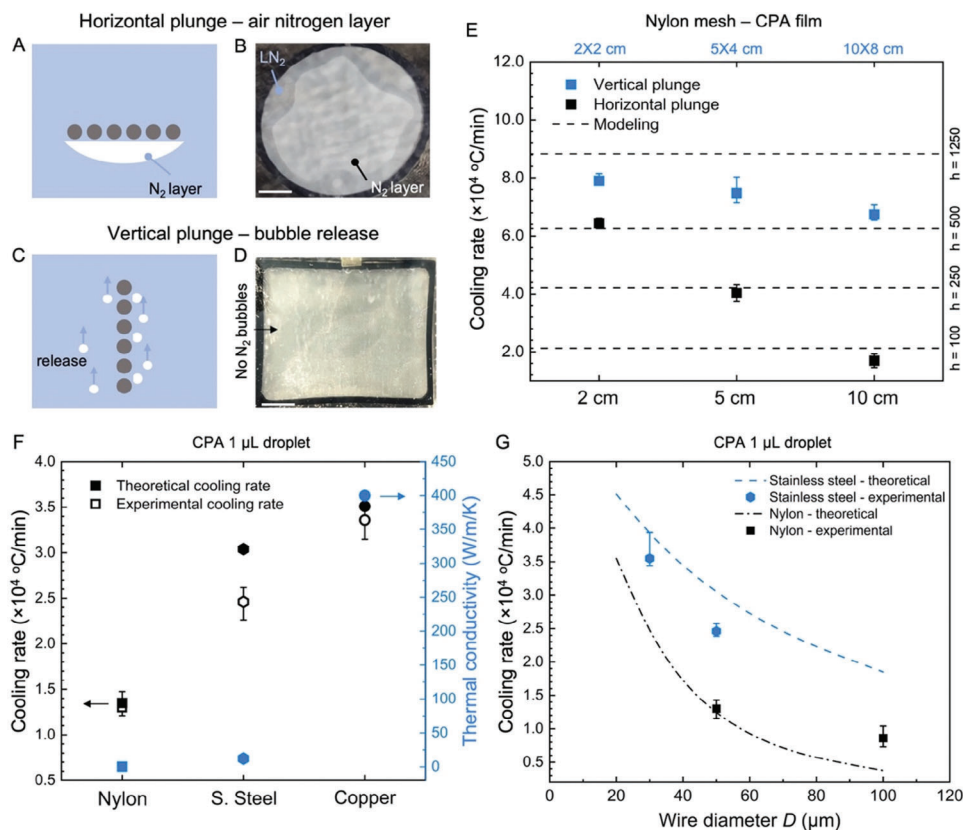 Horizontal plunge – air nitrogen layer
A
N₂ layer
B
LN₂
N₂ layer
Vertical plunge – bubble release
C
release
D
No N₂ bubbles
E
Nylon mesh – CPA film
2X2 cm 5X4 cm 10X8 cm
12.0
10.0
8.0
6.0
4.0
2.0
Cooling rate (×10⁴ ºC/min)
Vertical plunge
Horizontal plunge
Modeling
h = 1250
h = 500
h = 250
h = 100
2 cm 5 cm 10 cm
F
CPA 1 µL droplet
4.0
3.5
3.0
2.5
2.0
1.5
1.0
0.5
Cooling rate (×10⁴ ºC/min)
Theoretical cooling rate
Experimental cooling rate
450
400
350
300
250
200
150
100
50
0
Thermal conductivity (W/m/K)
Nylon S. Steel Copper
G
CPA 1 µL droplet
5.0
4.5
4.0
3.5
3.0
2.5
2.0
1.5
1.0
0.5
0.0
Cooling rate (×10⁴ ºC/min)
Stainless steel - theoretical
Stainless steel - experimental
Nylon - theoretical
Nylon - experimental
0 20 40 60 80 100 120
Wire diameter D (µm)